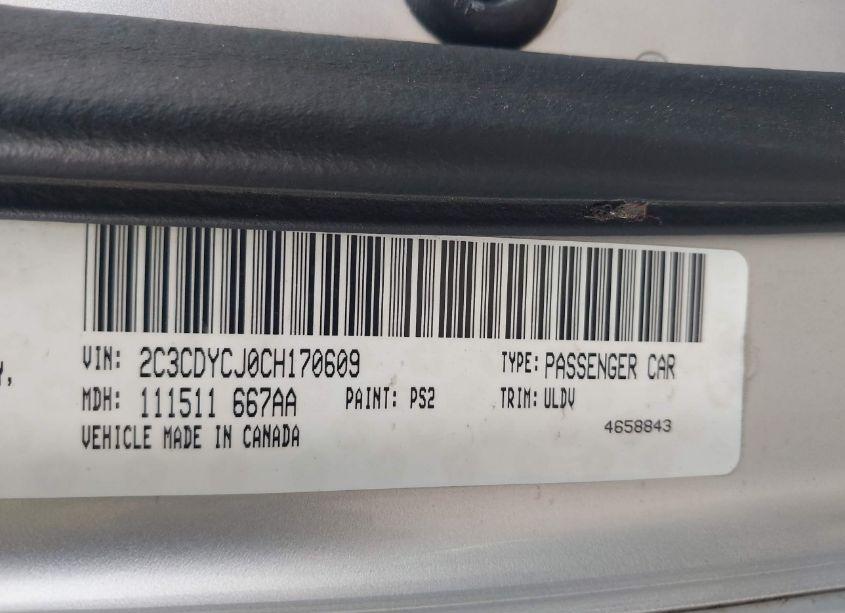 VIN: 2C3CDYCJ0CH170609 TYPE: PASSENGER CAR
MDH: 111511 667AA PAINT: PS2 TRIM: ULDV
VEHICLE MADE IN CANADA 4658843